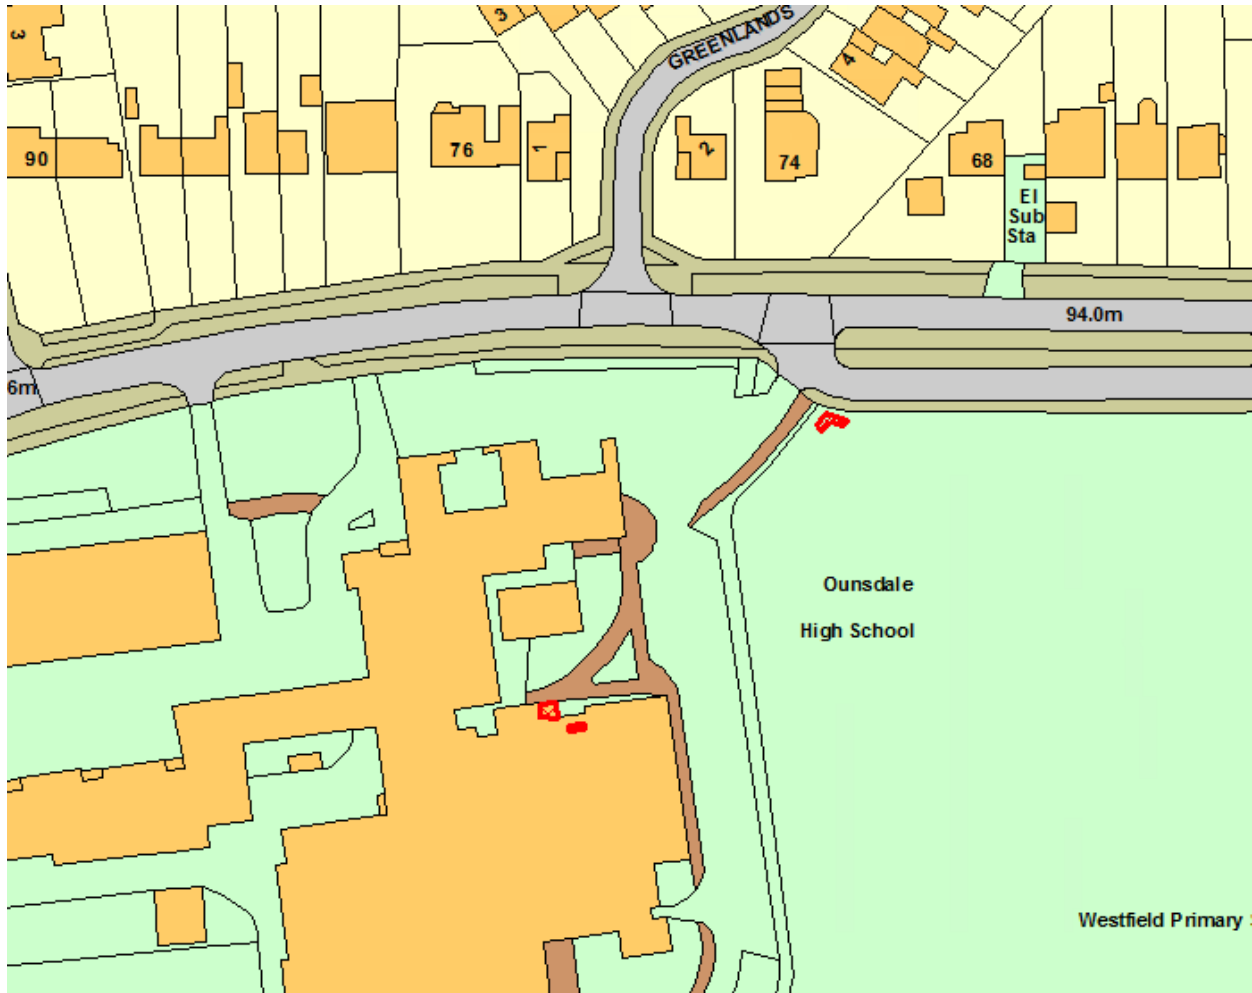 3
3
GREENLANDS
4
90
76
1
2
74
68
El
Sub
Sta
94.0m
6m
Ounsdale
High School
Westfield Primary